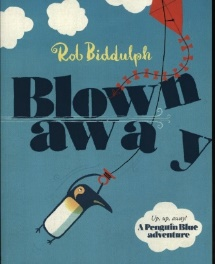 Rob Biddulph
Blown
away
Up, up, away!
A Penguin Blue
adventure